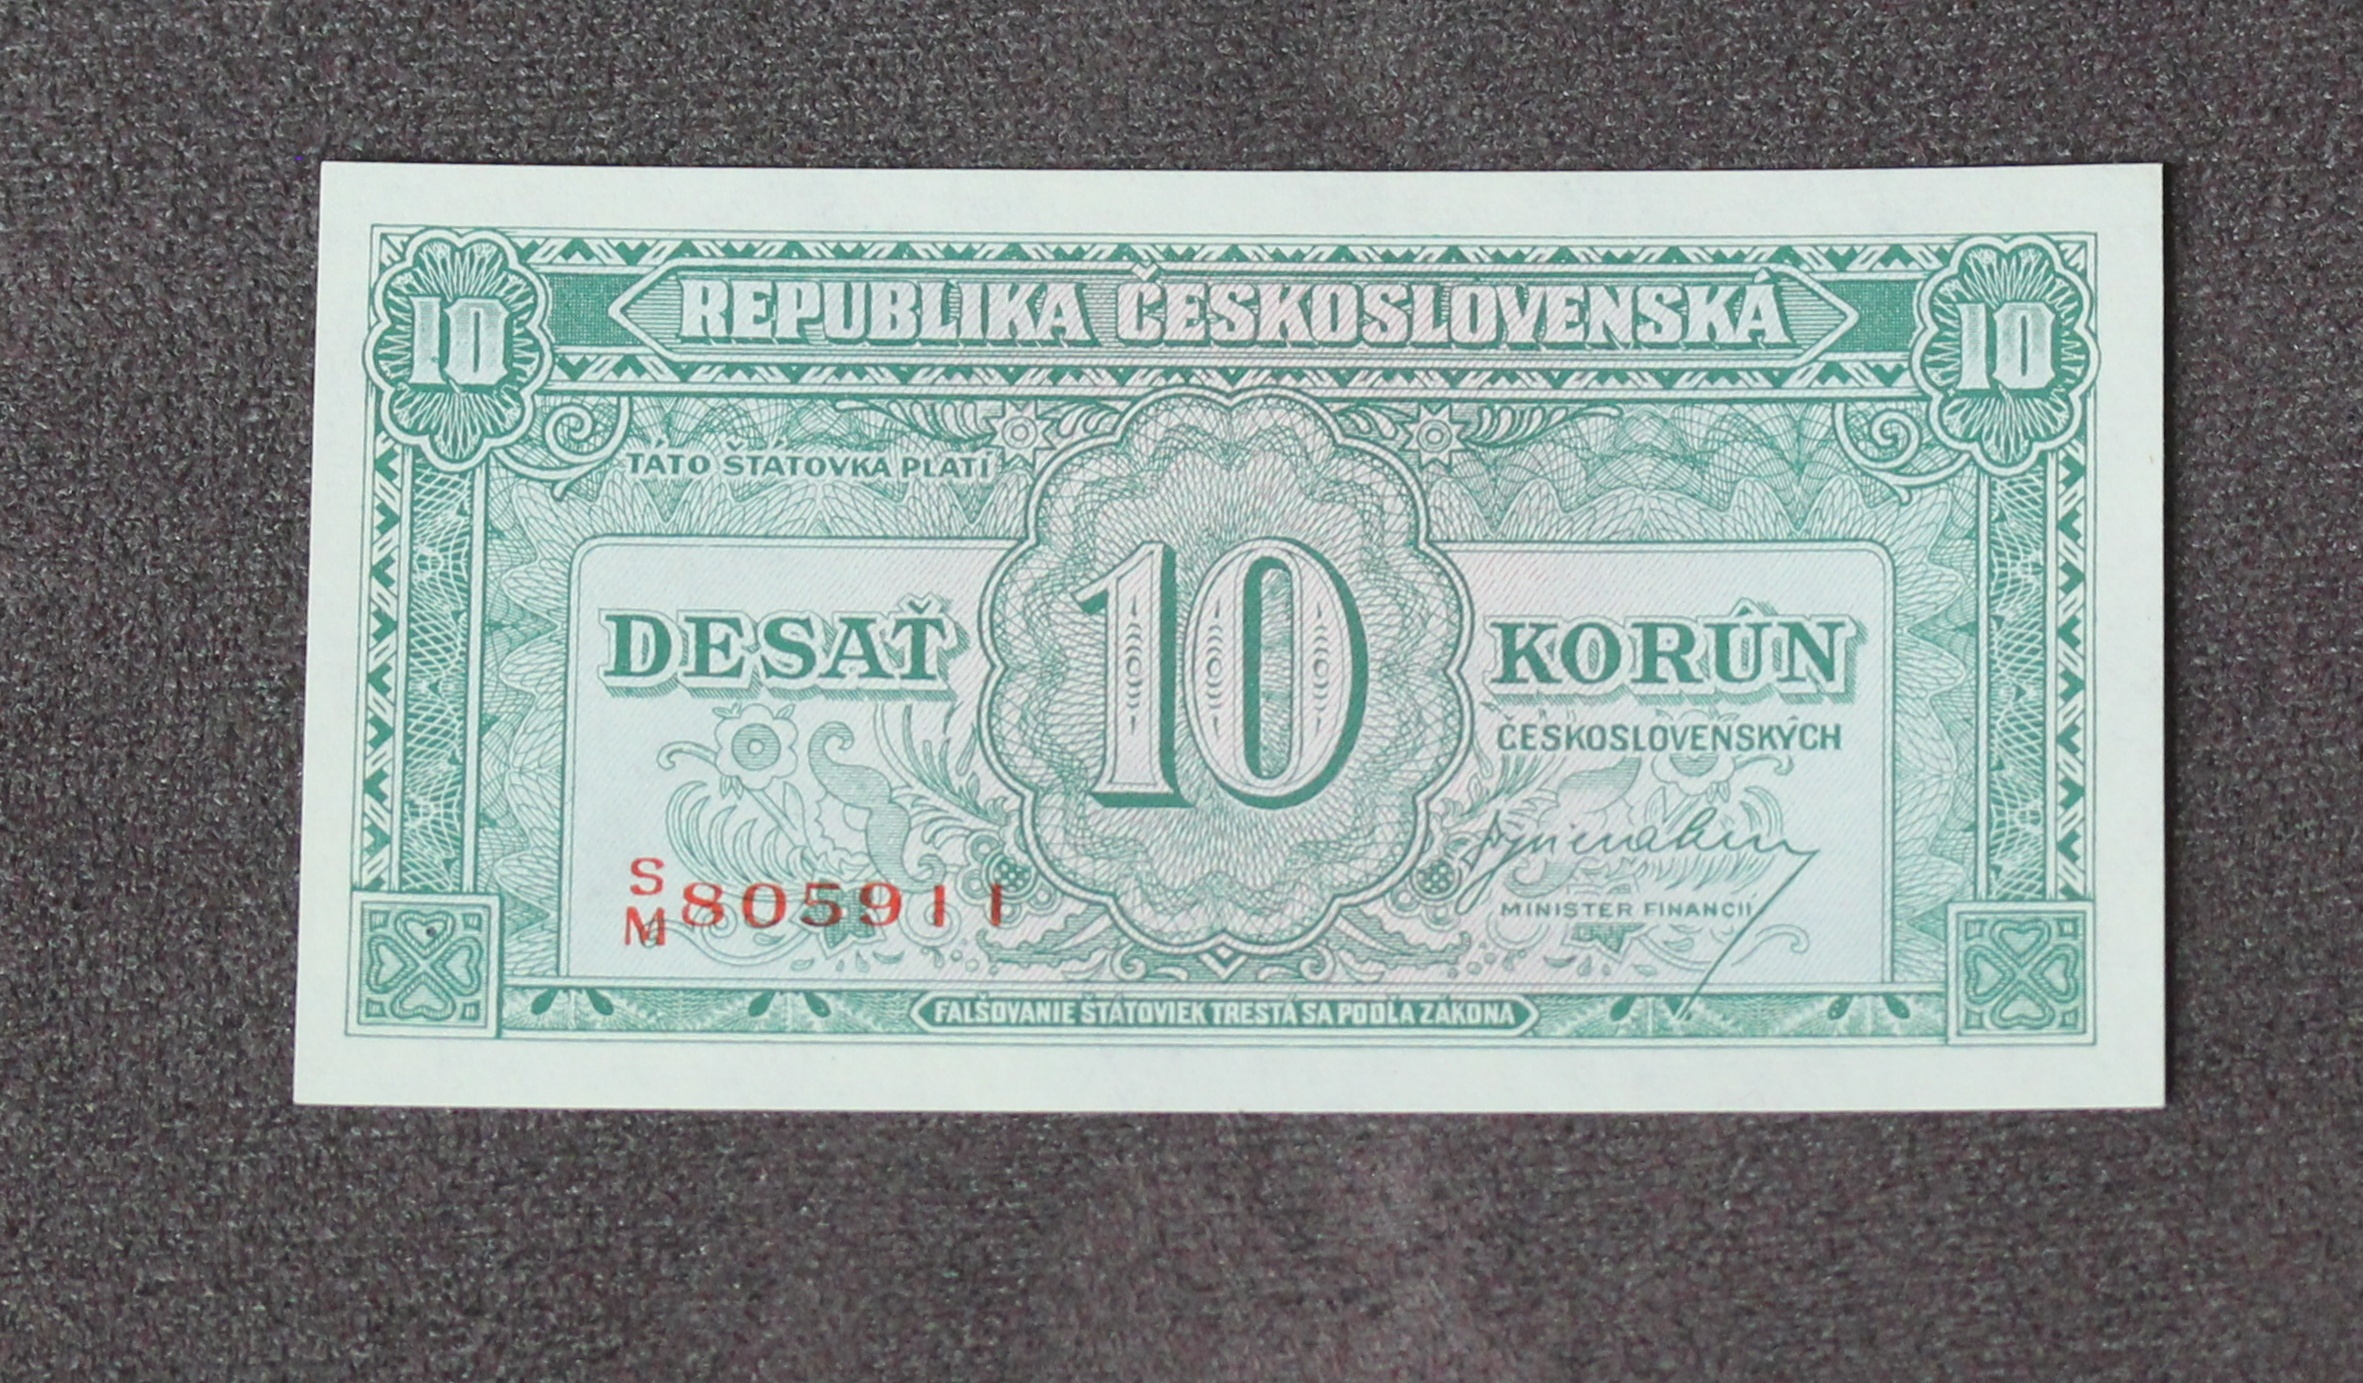 10 REPUBLIKA ČESKOSLOVENSKÁ 10
TÁTO ŠTÁTOVKA PLATÍ
DESAŤ 10 KORÚN
ČESKOSLOVENSKÝCH
S
M 805911
MINISTER FINANCIÍ
FALŠOVANIE ŠTÁTOVIEK TRESTÁ SA PODĽA ZÁKONA